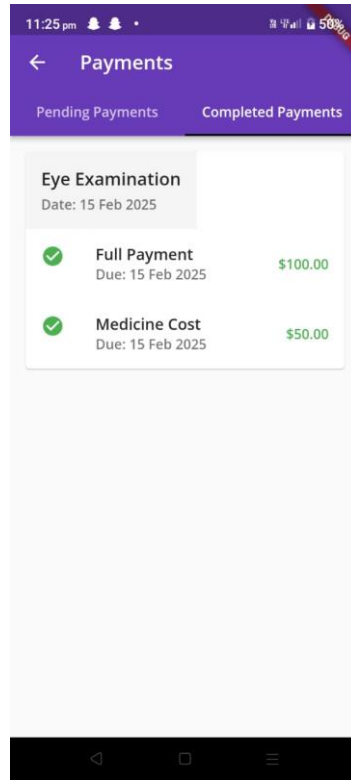 11:25 pm
50%
Payments
Pending Payments
Completed Payments
Eye Examination
Date: 15 Feb 2025
Full Payment
Due: 15 Feb 2025
$100.00
Medicine Cost
Due: 15 Feb 2025
$50.00